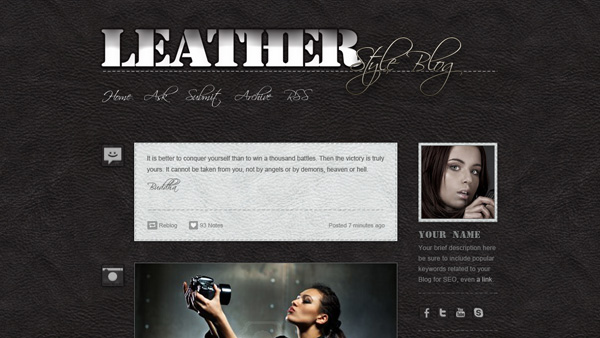 LEATHER
Style Blog
Home Ask Submit Archive RSS
It is better to conquer yourself than to win a thousand battles. Then the victory is truly
yours. It cannot be taken from you, not by angels or by demons, heaven or hell.
Buddha
Reblog 93 Notes Posted 7 minutes ago
YOUR NAME
Your brief description here
be sure to include popular
keywords related to your
Blog for SEO, even a link